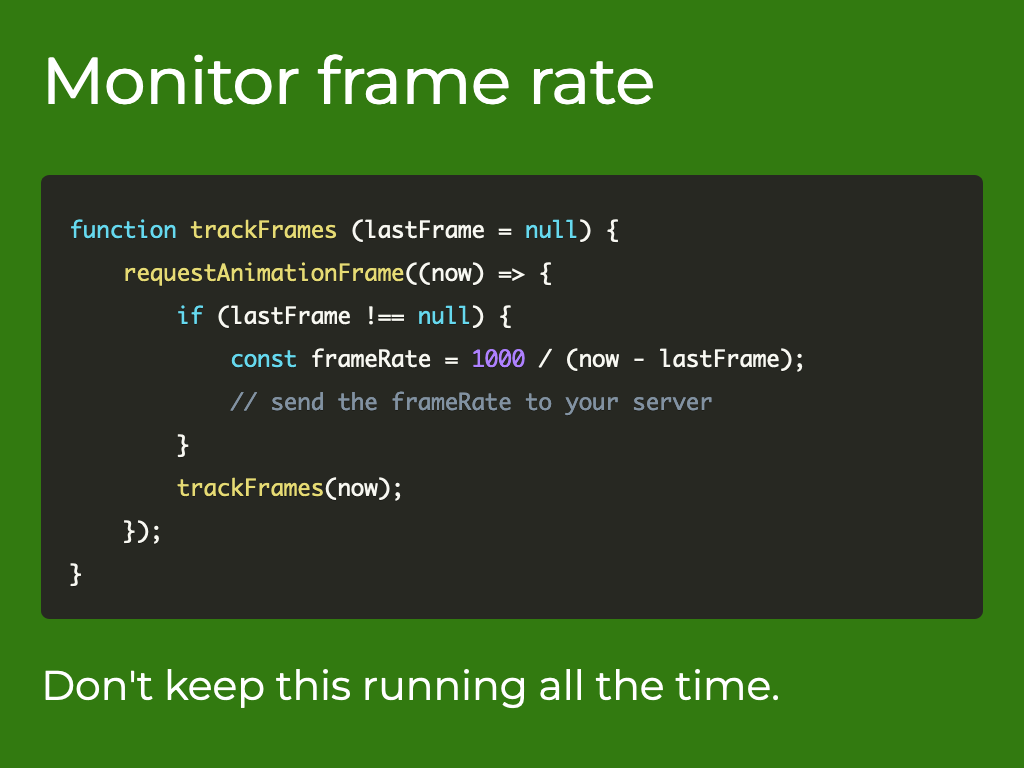 Monitor frame rate
function trackFrames (lastFrame = null) {
    requestAnimationFrame((now) => {
        if (lastFrame !== null) {
            const frameRate = 1000 / (now - lastFrame);
            // send the frameRate to your server
        }
        trackFrames(now);
    });
}
Don't keep this running all the time.